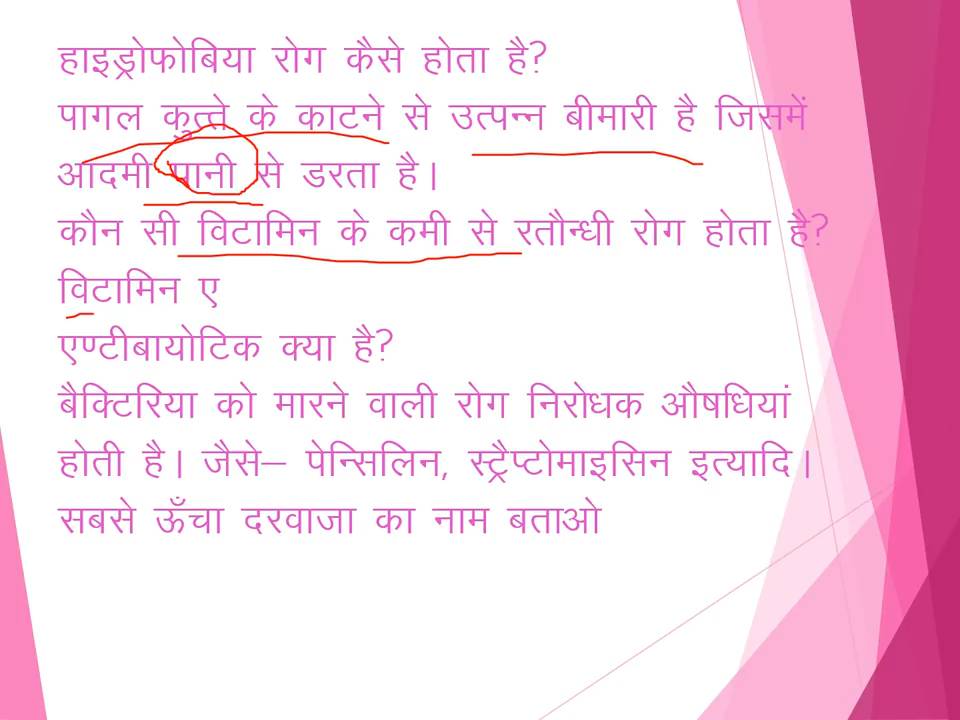 हाइड्रोफोबिया रोग कैसे होता है?
पागल कुत्ते के काटने से उत्पन्न बीमारी है जिसमें
आदमी पानी से डरता है।
कौन सी विटामिन के कमी से रतौन्धी रोग होता है?
विटामिन ए
एण्टीबायोटिक क्या है?
बैक्टिरिया को मारने वाली रोग निरोधक औषधियां
होती है। जैसे– पेन्सिलिन, स्ट्रैप्टोमाइसिन इत्यादि।
सबसे ऊँचा दरवाजा का नाम बताओ